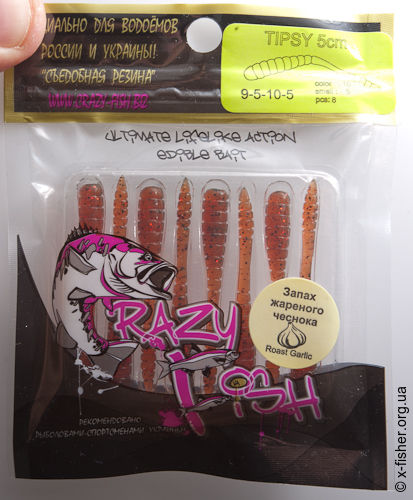 ИАЛЬНО ДЛЯ ВОДОЁМОВ
РОССИИ И УКРАИНЫ!
"СЪЕДОБНАЯ РЕЗИНА"
WWW.CRAZY-FISH.BIZ
TIPSY 5cm
9-5-10-5
pcs: 8
ULTIMATE LIFELIKE ACTION
EDIBLE BAIT
CRAZY
FISH
Запах
жареного
чеснока
Roast Garlic
РЕКОМЕНДОВАНО
РЫБОЛОВАМИ-СПОРТСМЕНАМИ УКРАИНЫ
© x-fisher.org.ua